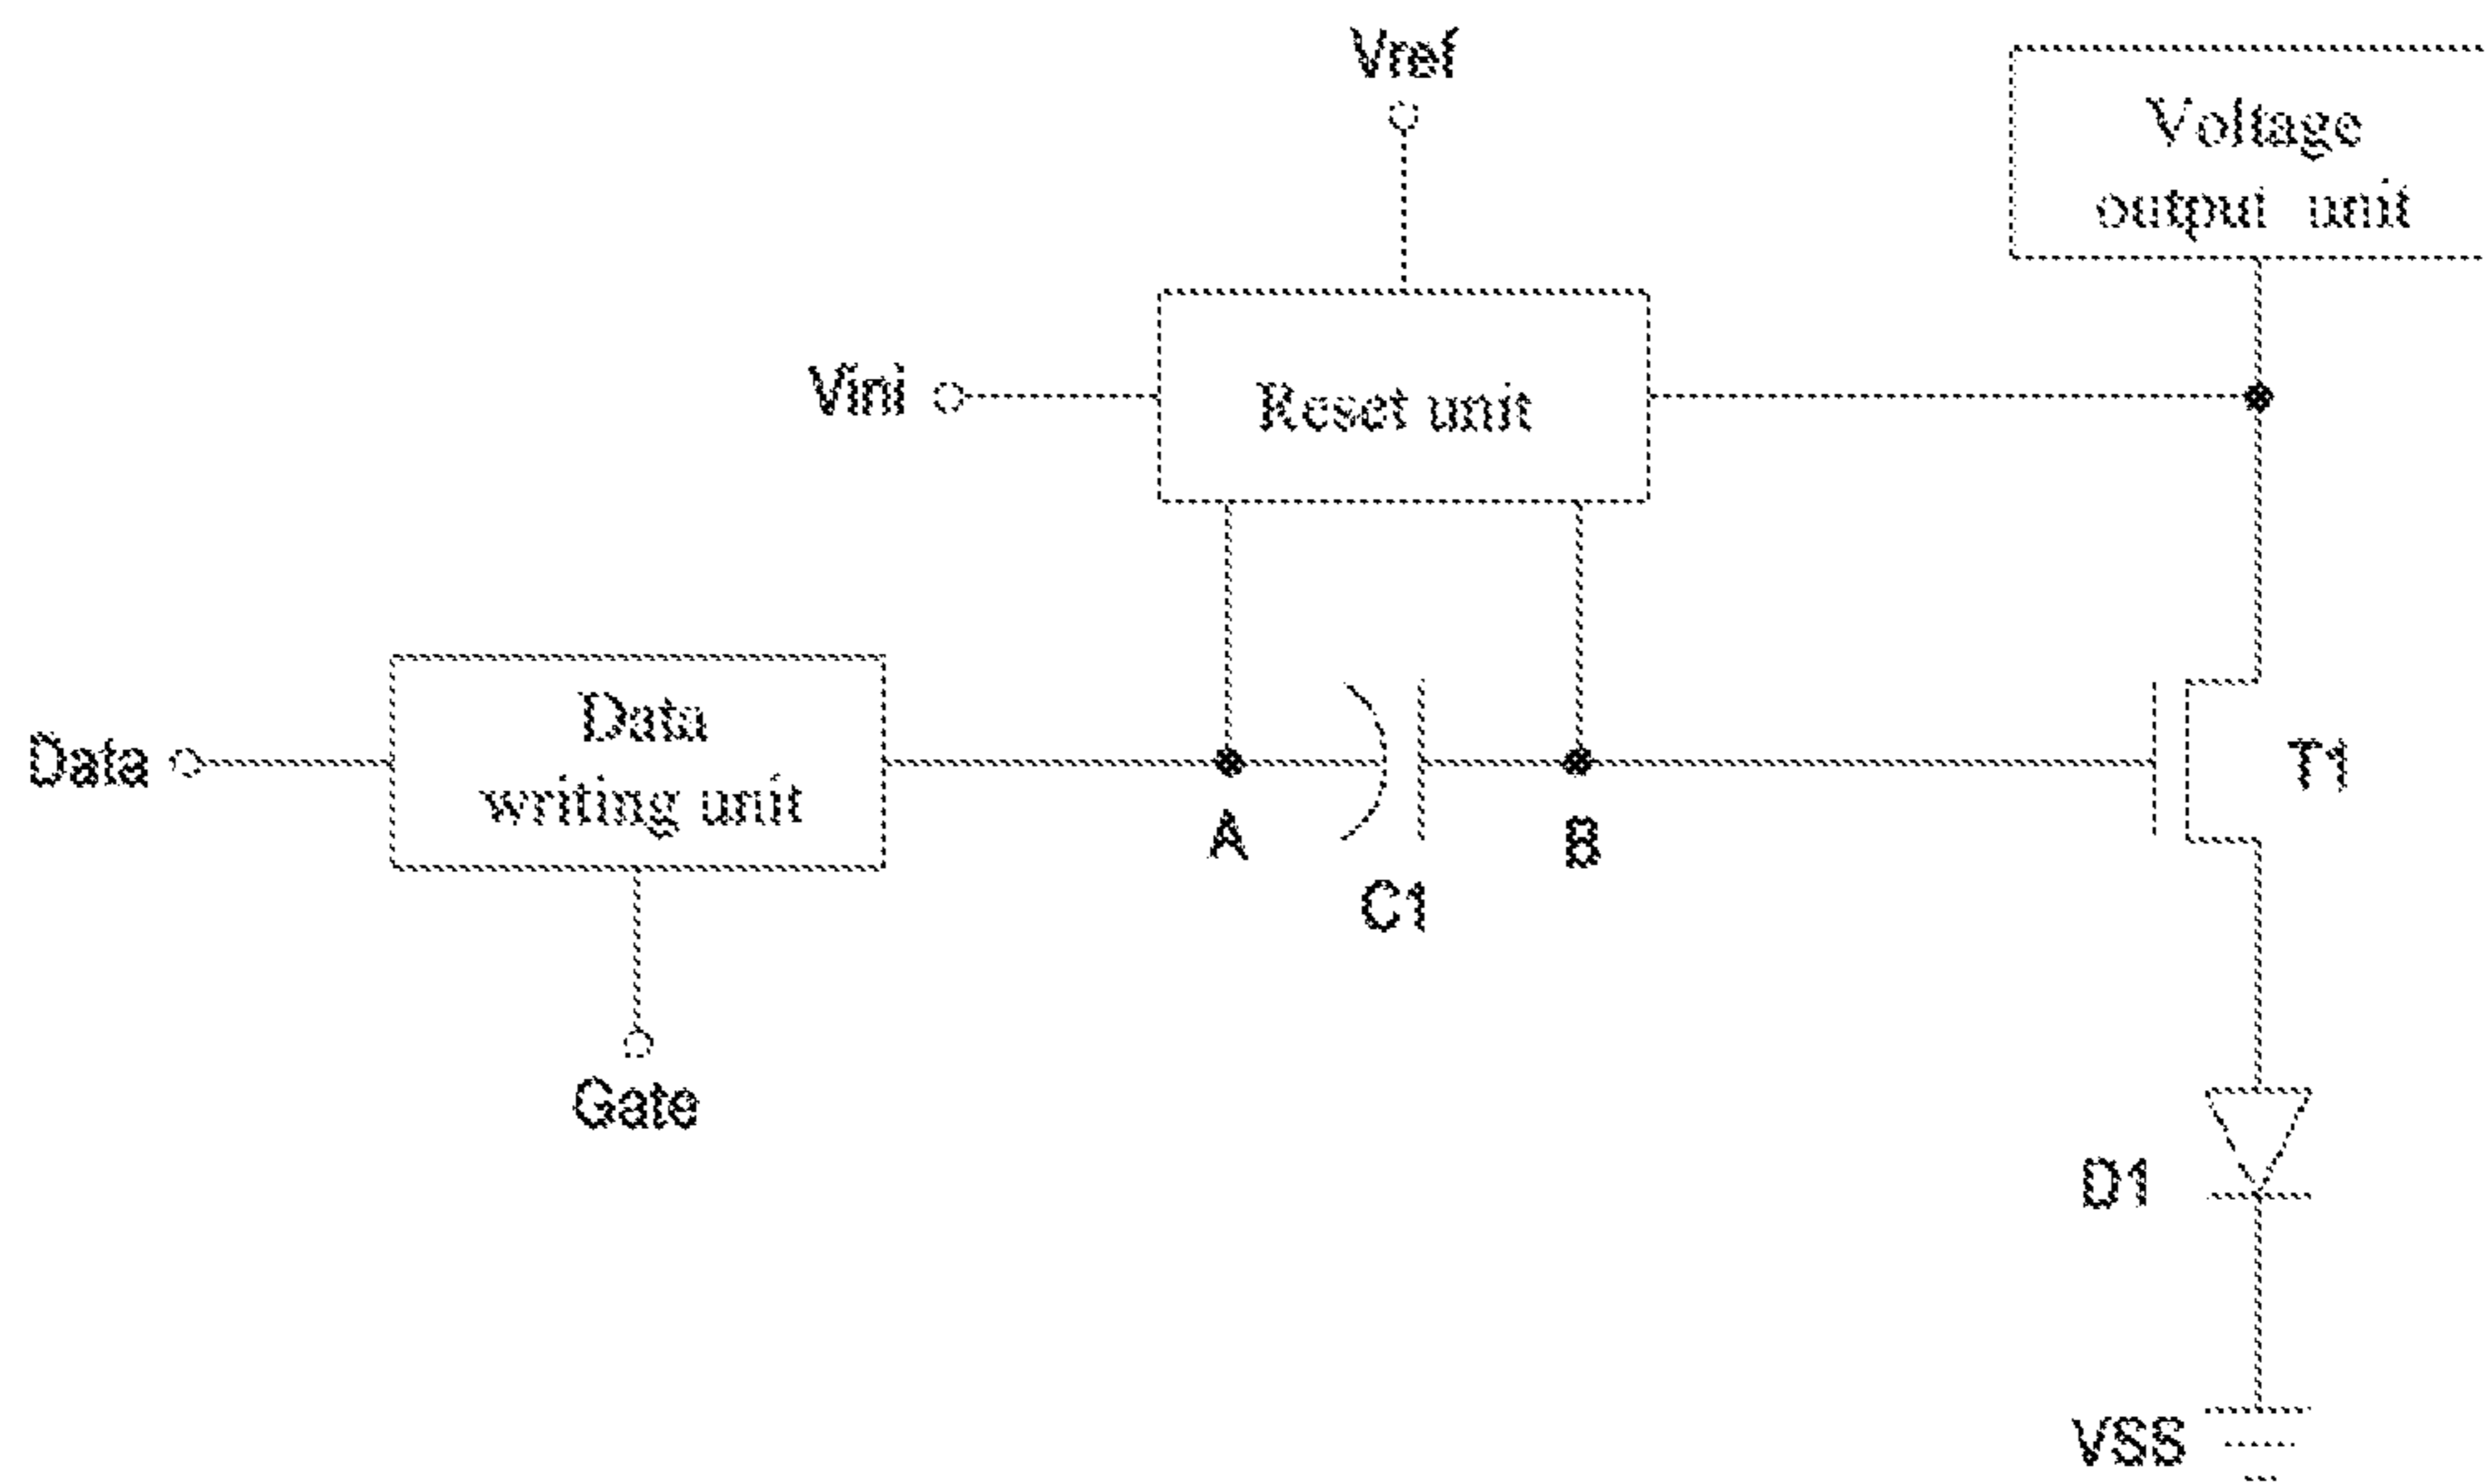 Vref
Voltage
output unit
Vini
Reset unit
Data
Data
writing unit
T1
A
B
C1
Gate
D1
VSS